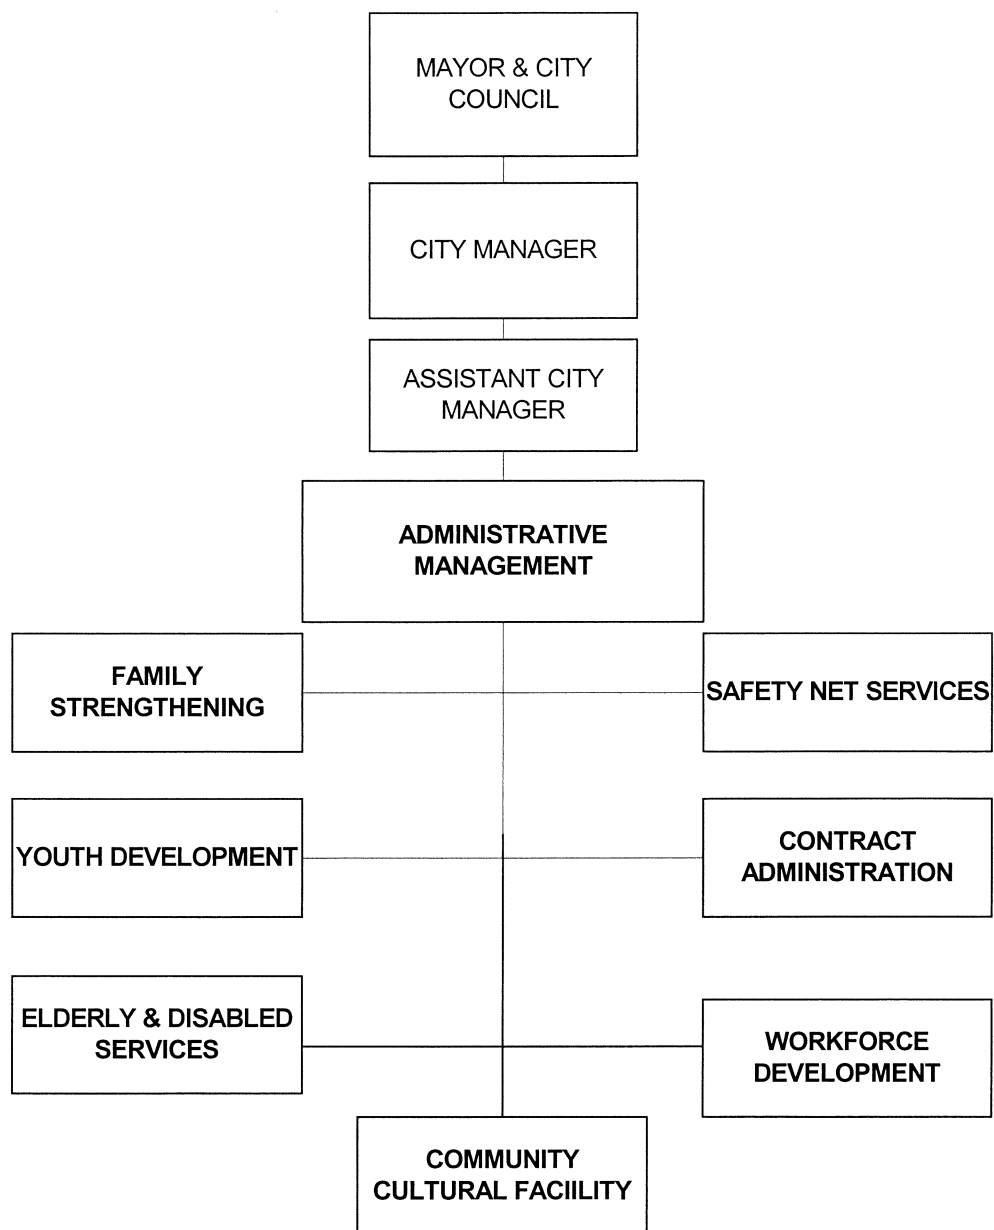 MAYOR & CITY
COUNCIL
CITY MANAGER
ASSISTANT CITY
MANAGER
ADMINISTRATIVE
MANAGEMENT
FAMILY
STRENGTHENING
SAFETY NET SERVICES
YOUTH DEVELOPMENT
CONTRACT
ADMINISTRATION
ELDERLY & DISABLED
SERVICES
WORKFORCE
DEVELOPMENT
COMMUNITY
CULTURAL FACIILITY